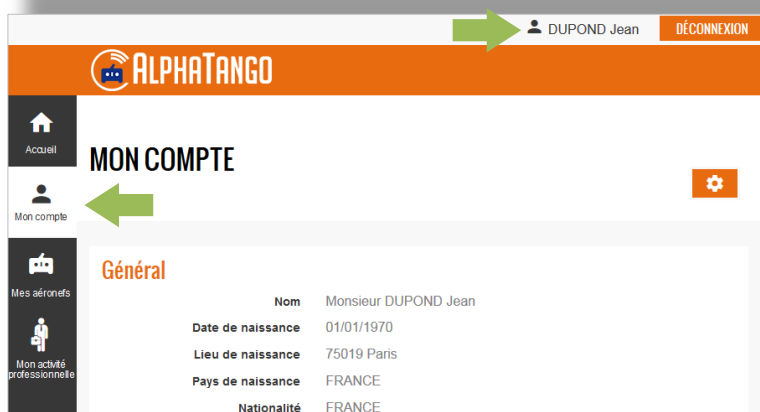 DUPOND Jean
DÉCONNEXION
ALPHATANGO
Accueil
MON COMPTE
Mon compte
Général
Mes aéronefs
Nom Monsieur DUPOND Jean
Date de naissance 01/01/1970
Lieu de naissance 75019 Paris
Mon activité
professionnelle
Pays de naissance FRANCE
Nationalité FRANCE